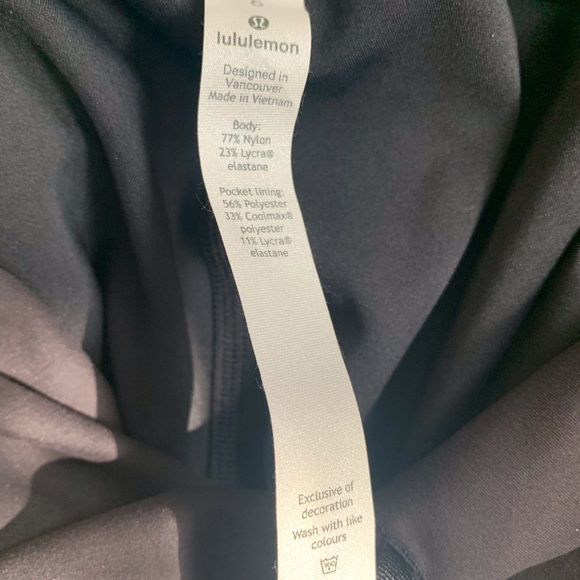 lululemon
Designed in
Vancouver
Made in Vietnam
Body:
77% Nylon
23% Lycra®
elastane
Pocket lining:
56% Polyester
33% Coolmax®
polyester
11% Lycra®
elastane
Exclusive of
decoration
Wash with like
colours